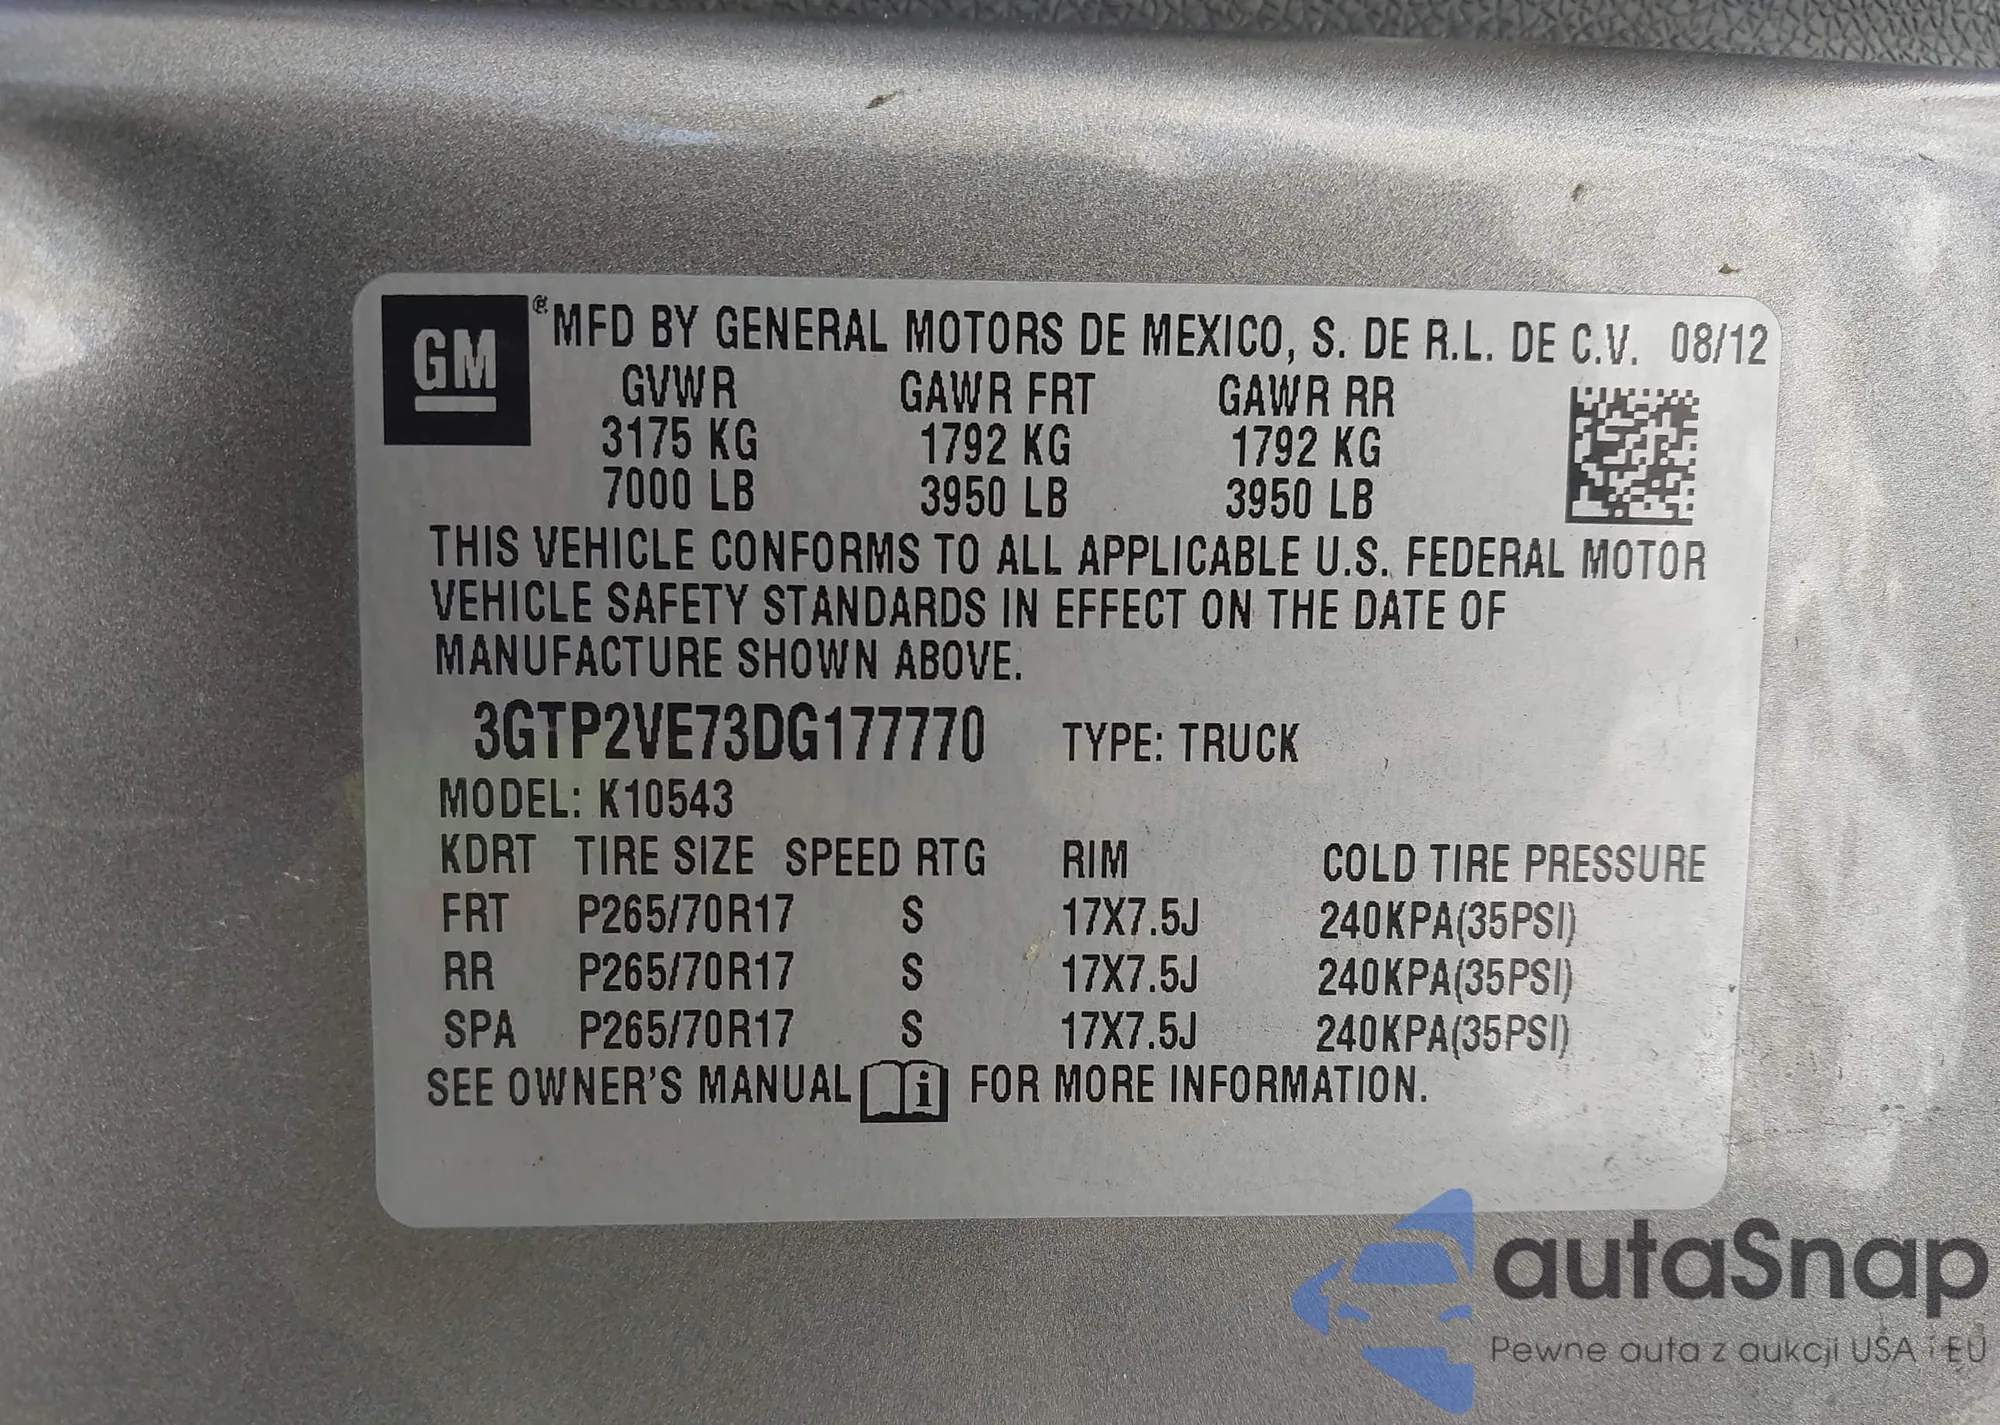 GM ® MFD BY GENERAL MOTORS DE MEXICO, S. DE R.L. DE C.V. 08/12
GVWR GAWR FRT GAWR RR
3175 KG 1792 KG 1792 KG
7000 LB 3950 LB 3950 LB
THIS VEHICLE CONFORMS TO ALL APPLICABLE U.S. FEDERAL MOTOR
VEHICLE SAFETY STANDARDS IN EFFECT ON THE DATE OF
MANUFACTURE SHOWN ABOVE.
3GTP2VE73DG177770 TYPE: TRUCK
MODEL: K10543
KDRT TIRE SIZE SPEED RTG RIM COLD TIRE PRESSURE
FRT P265/70R17 S 17X7.5J 240KPA(35PSI)
RR P265/70R17 S 17X7.5J 240KPA(35PSI)
SPA P265/70R17 S 17X7.5J 240KPA(35PSI)
SEE OWNER'S MANUAL i FOR MORE INFORMATION.
autaSnap
Pewne auta z aukcji USA i EU